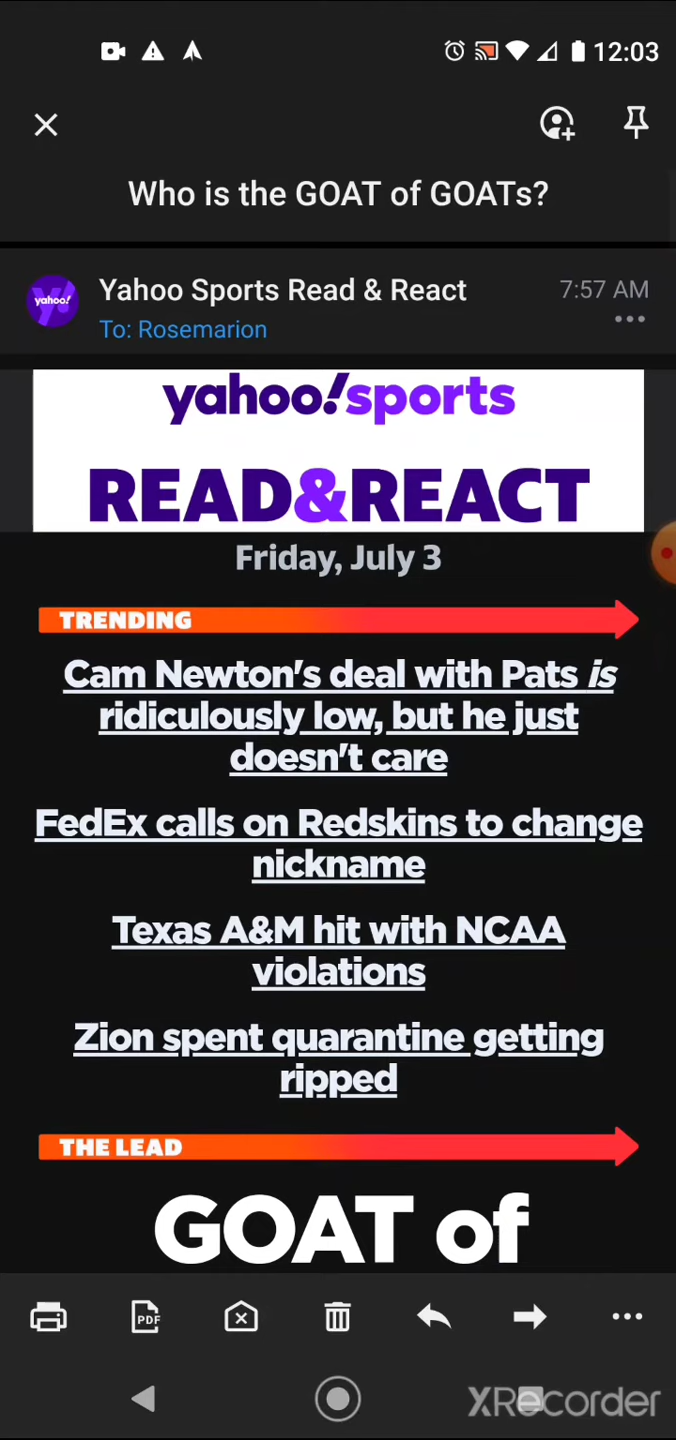 12:03
Who is the GOAT of GOATs?
yahoo!
Yahoo Sports Read & React
7:57 AM
To: Rosemarion
yahoo!sports
READ&REACT
Friday, July 3
TRENDING
Cam Newton's deal with Pats is
ridiculously low, but he just
doesn't care
FedEx calls on Redskins to change
nickname
Texas A&M hit with NCAA
violations
Zion spent quarantine getting
ripped
THE LEAD
GOAT of
PDF
XRecorder